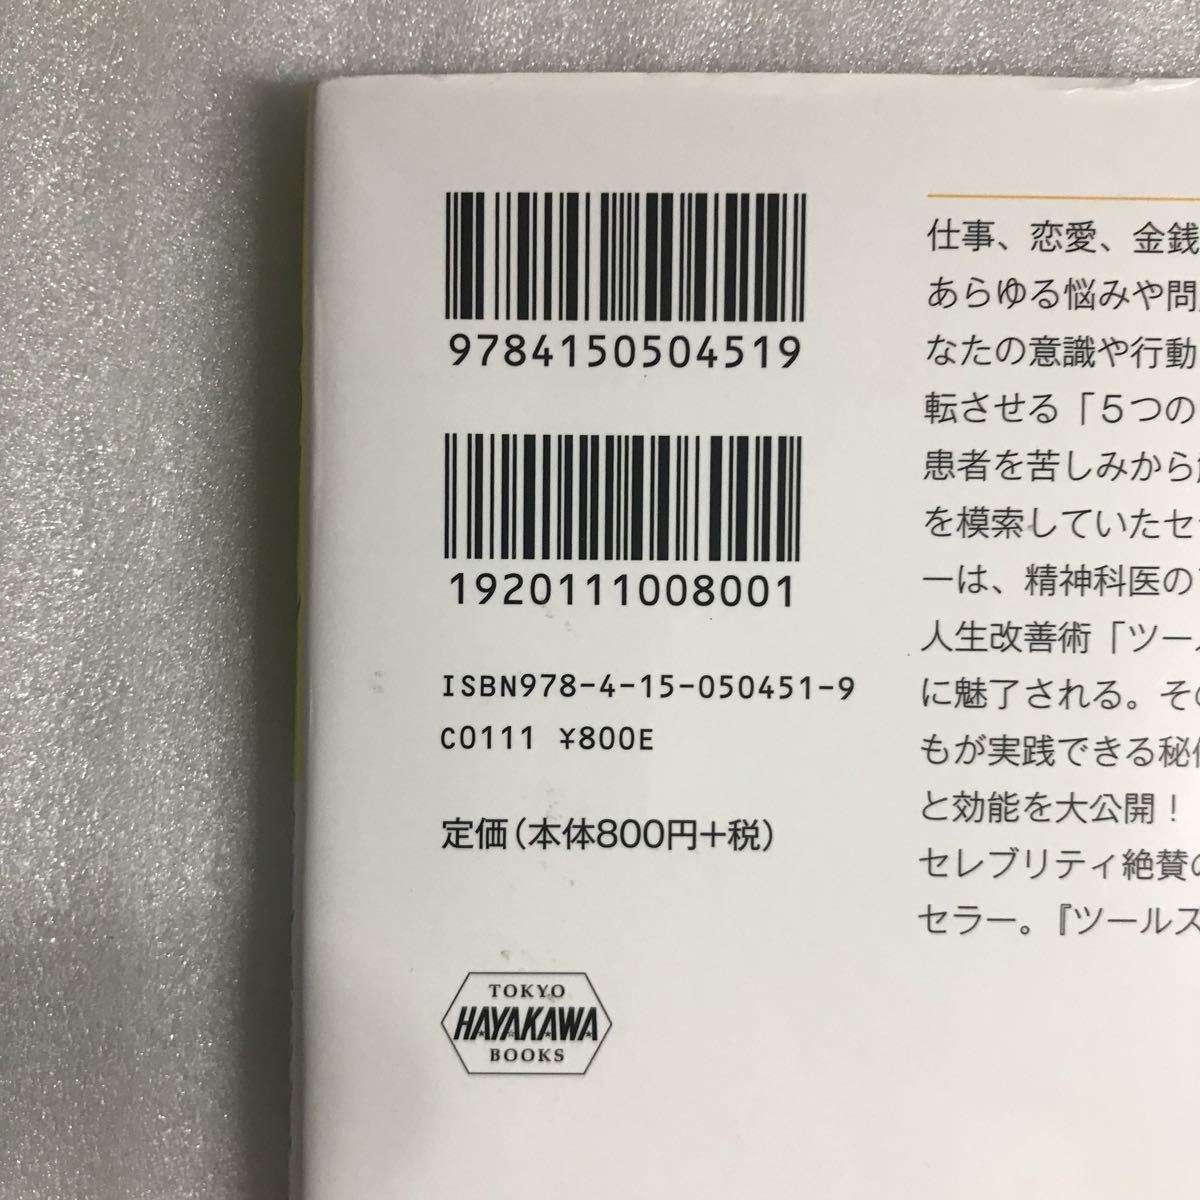 9784150504519
1920111008001
ISBN978-4-15-050451-9
C0111 ¥800E
定価(本体800円+税)
TOKYO
HAYAKAWA
BOOKS
仕事、恋愛、金銭
あらゆる悩みや問
なたの意識や行動
転させる「5つの
患者を苦しみから
を模索していたセ
ーは、精神科医の
人生改善術「ツー
に魅了される。その
もが実践できる秘
と効能を大公開!
セレブリティ絶賛の
セラー。『ツールス